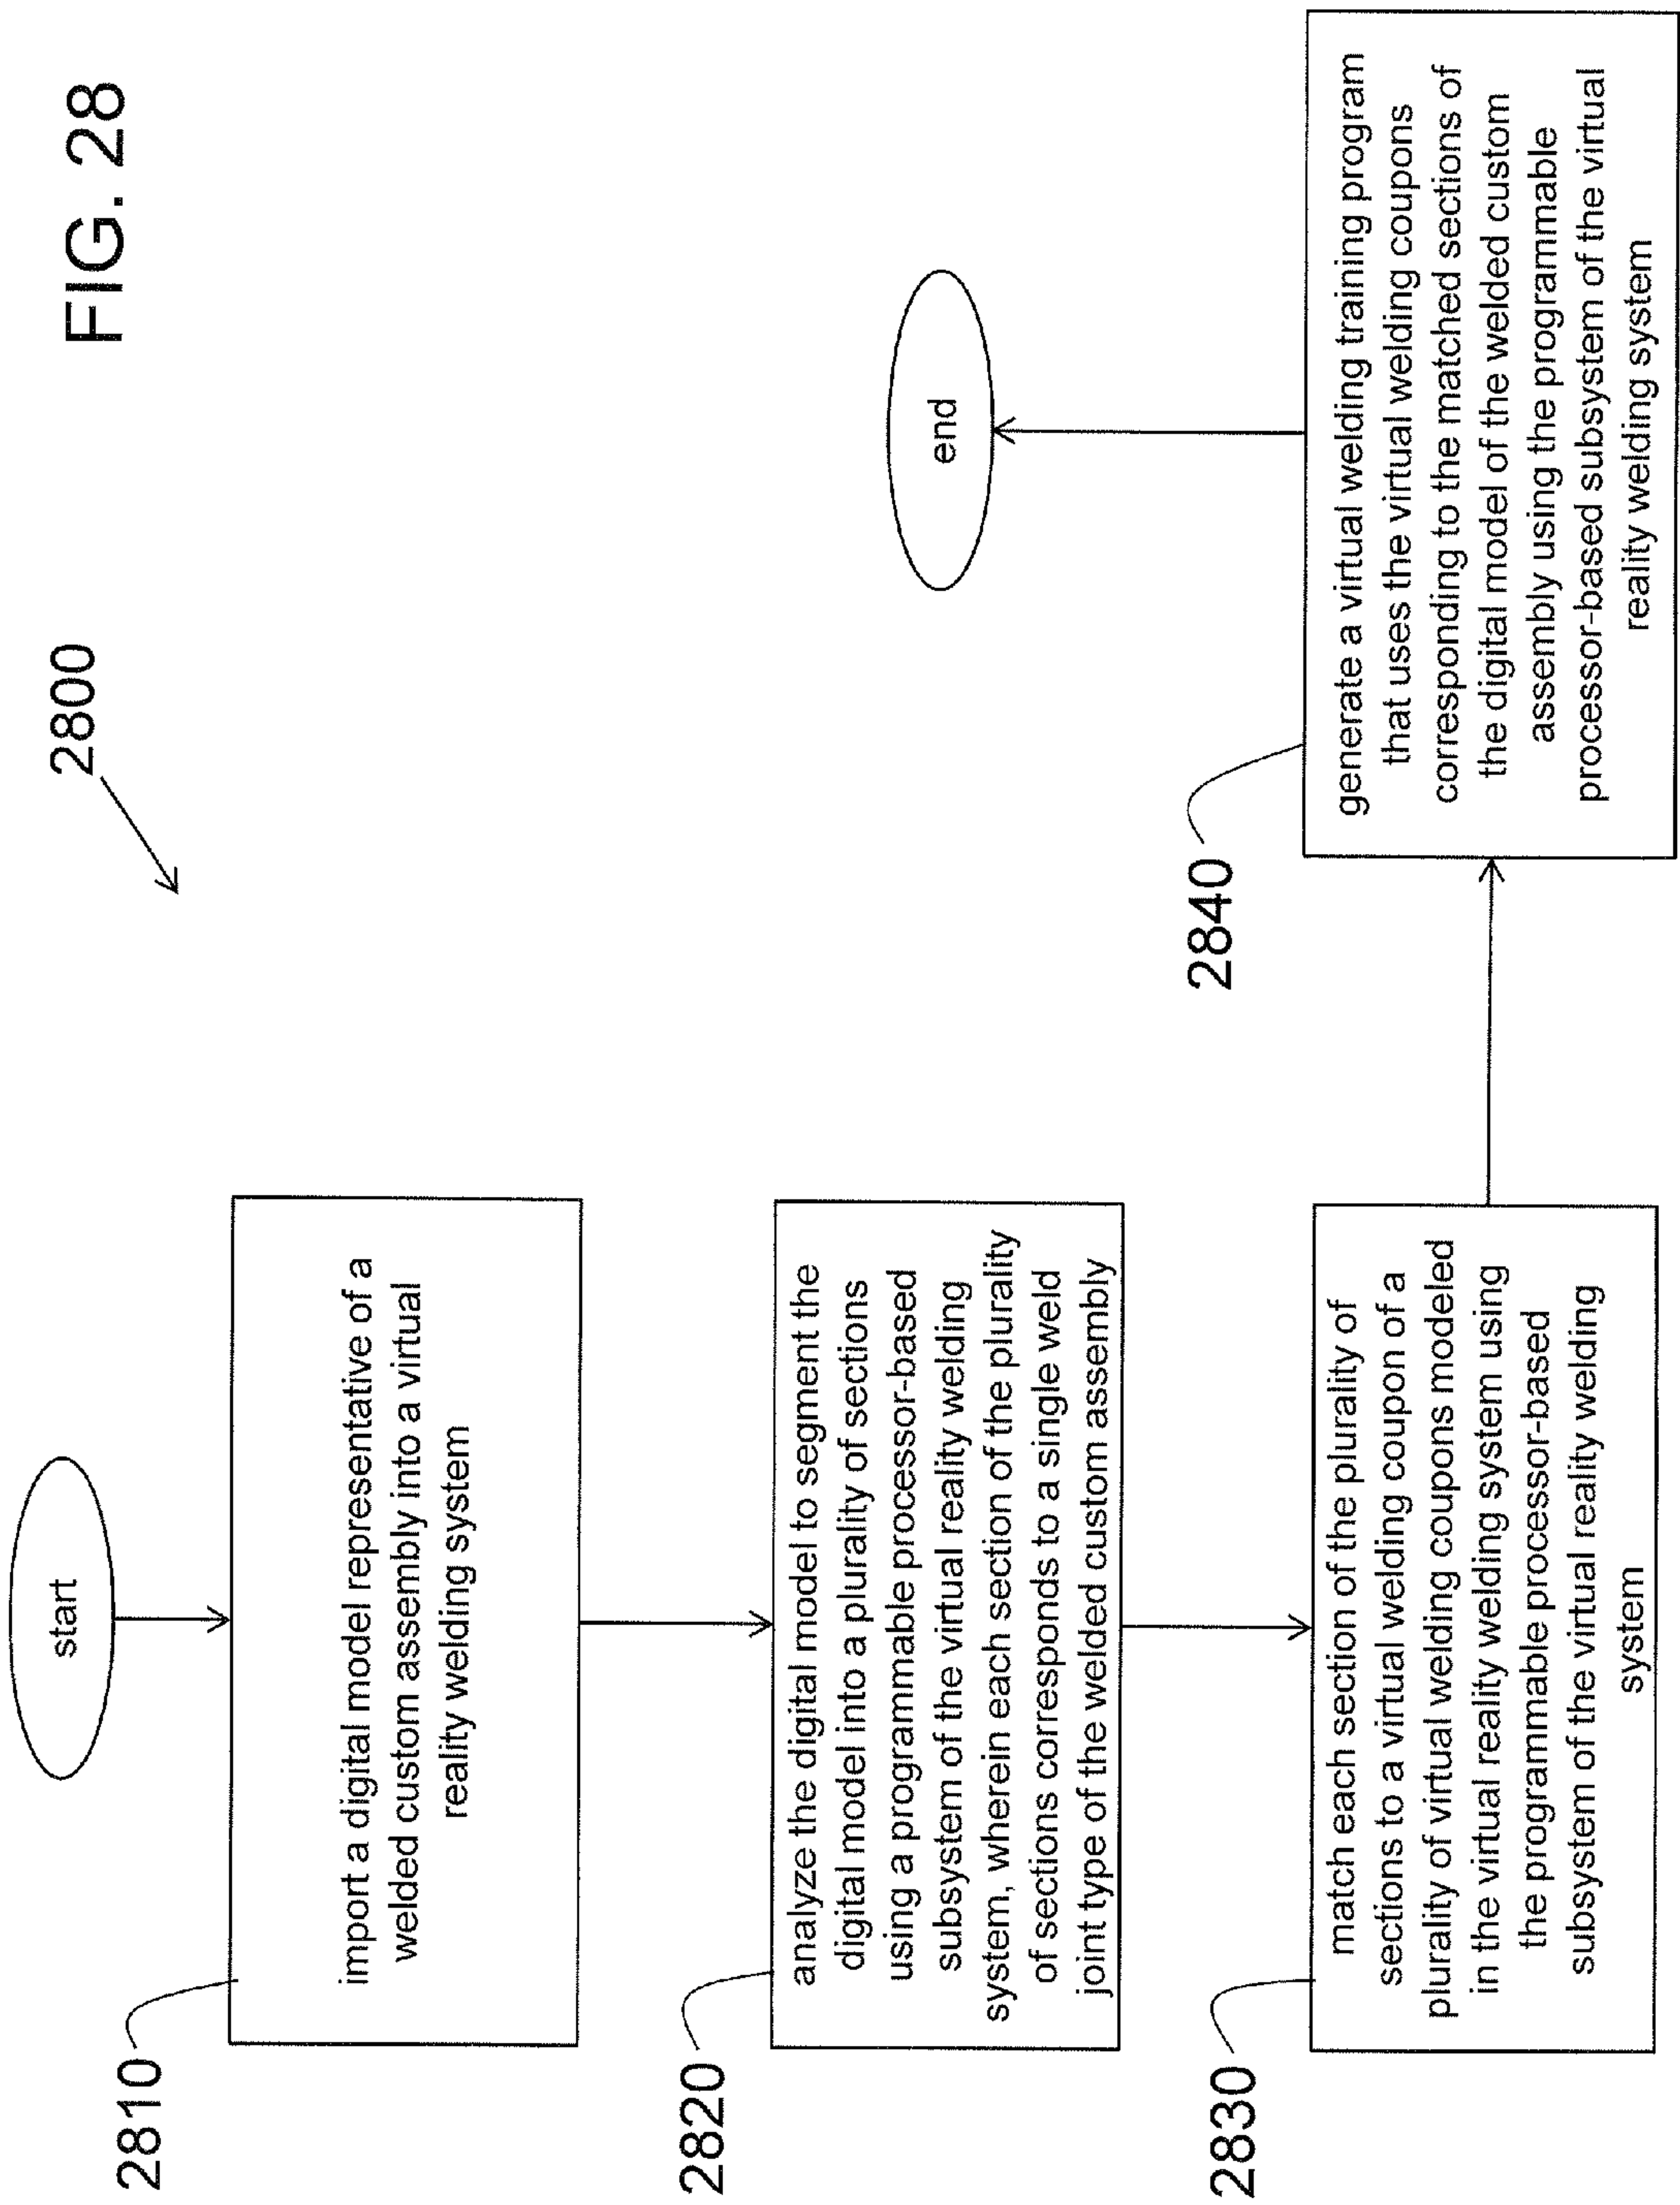 FIG. 28
2800
start
2810
import a digital model representative of a
welded custom assembly into a virtual
reality welding system
2820
analyze the digital model to segment the
digital model into a plurality of sections
using a programmable processor-based
subsystem of the virtual reality welding
system, wherein each section of the plurality
of sections corresponds to a single weld
joint type of the welded custom assembly
2830
match each section of the plurality of
sections to a virtual welding coupon of a
plurality of virtual welding coupons modeled
in the virtual reality welding system using
the programmable processor-based
subsystem of the virtual reality welding
system
2840
generate a virtual welding training program
that uses the virtual welding coupons
corresponding to the matched sections of
the digital model of the welded custom
assembly using the programmable
processor-based subsystem of the virtual
reality welding system
end